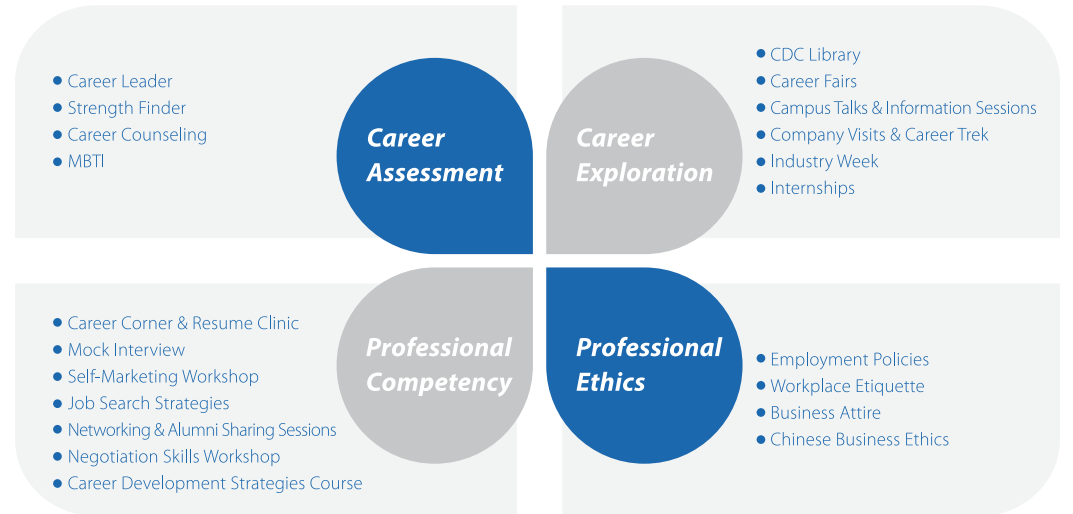 Career Leader
Strength Finder
Career Counseling
MBTI
Career
Assessment
Career
Exploration
CDC Library
Career Fairs
Campus Talks & Information Sessions
Company Visits & Career Trek
Industry Week
Internships
Career Corner & Resume Clinic
Mock Interview
Self-Marketing Workshop
Job Search Strategies
Networking & Alumni Sharing Sessions
Negotiation Skills Workshop
Career Development Strategies Course
Professional
Competency
Professional
Ethics
Employment Policies
Workplace Etiquette
Business Attire
Chinese Business Ethics